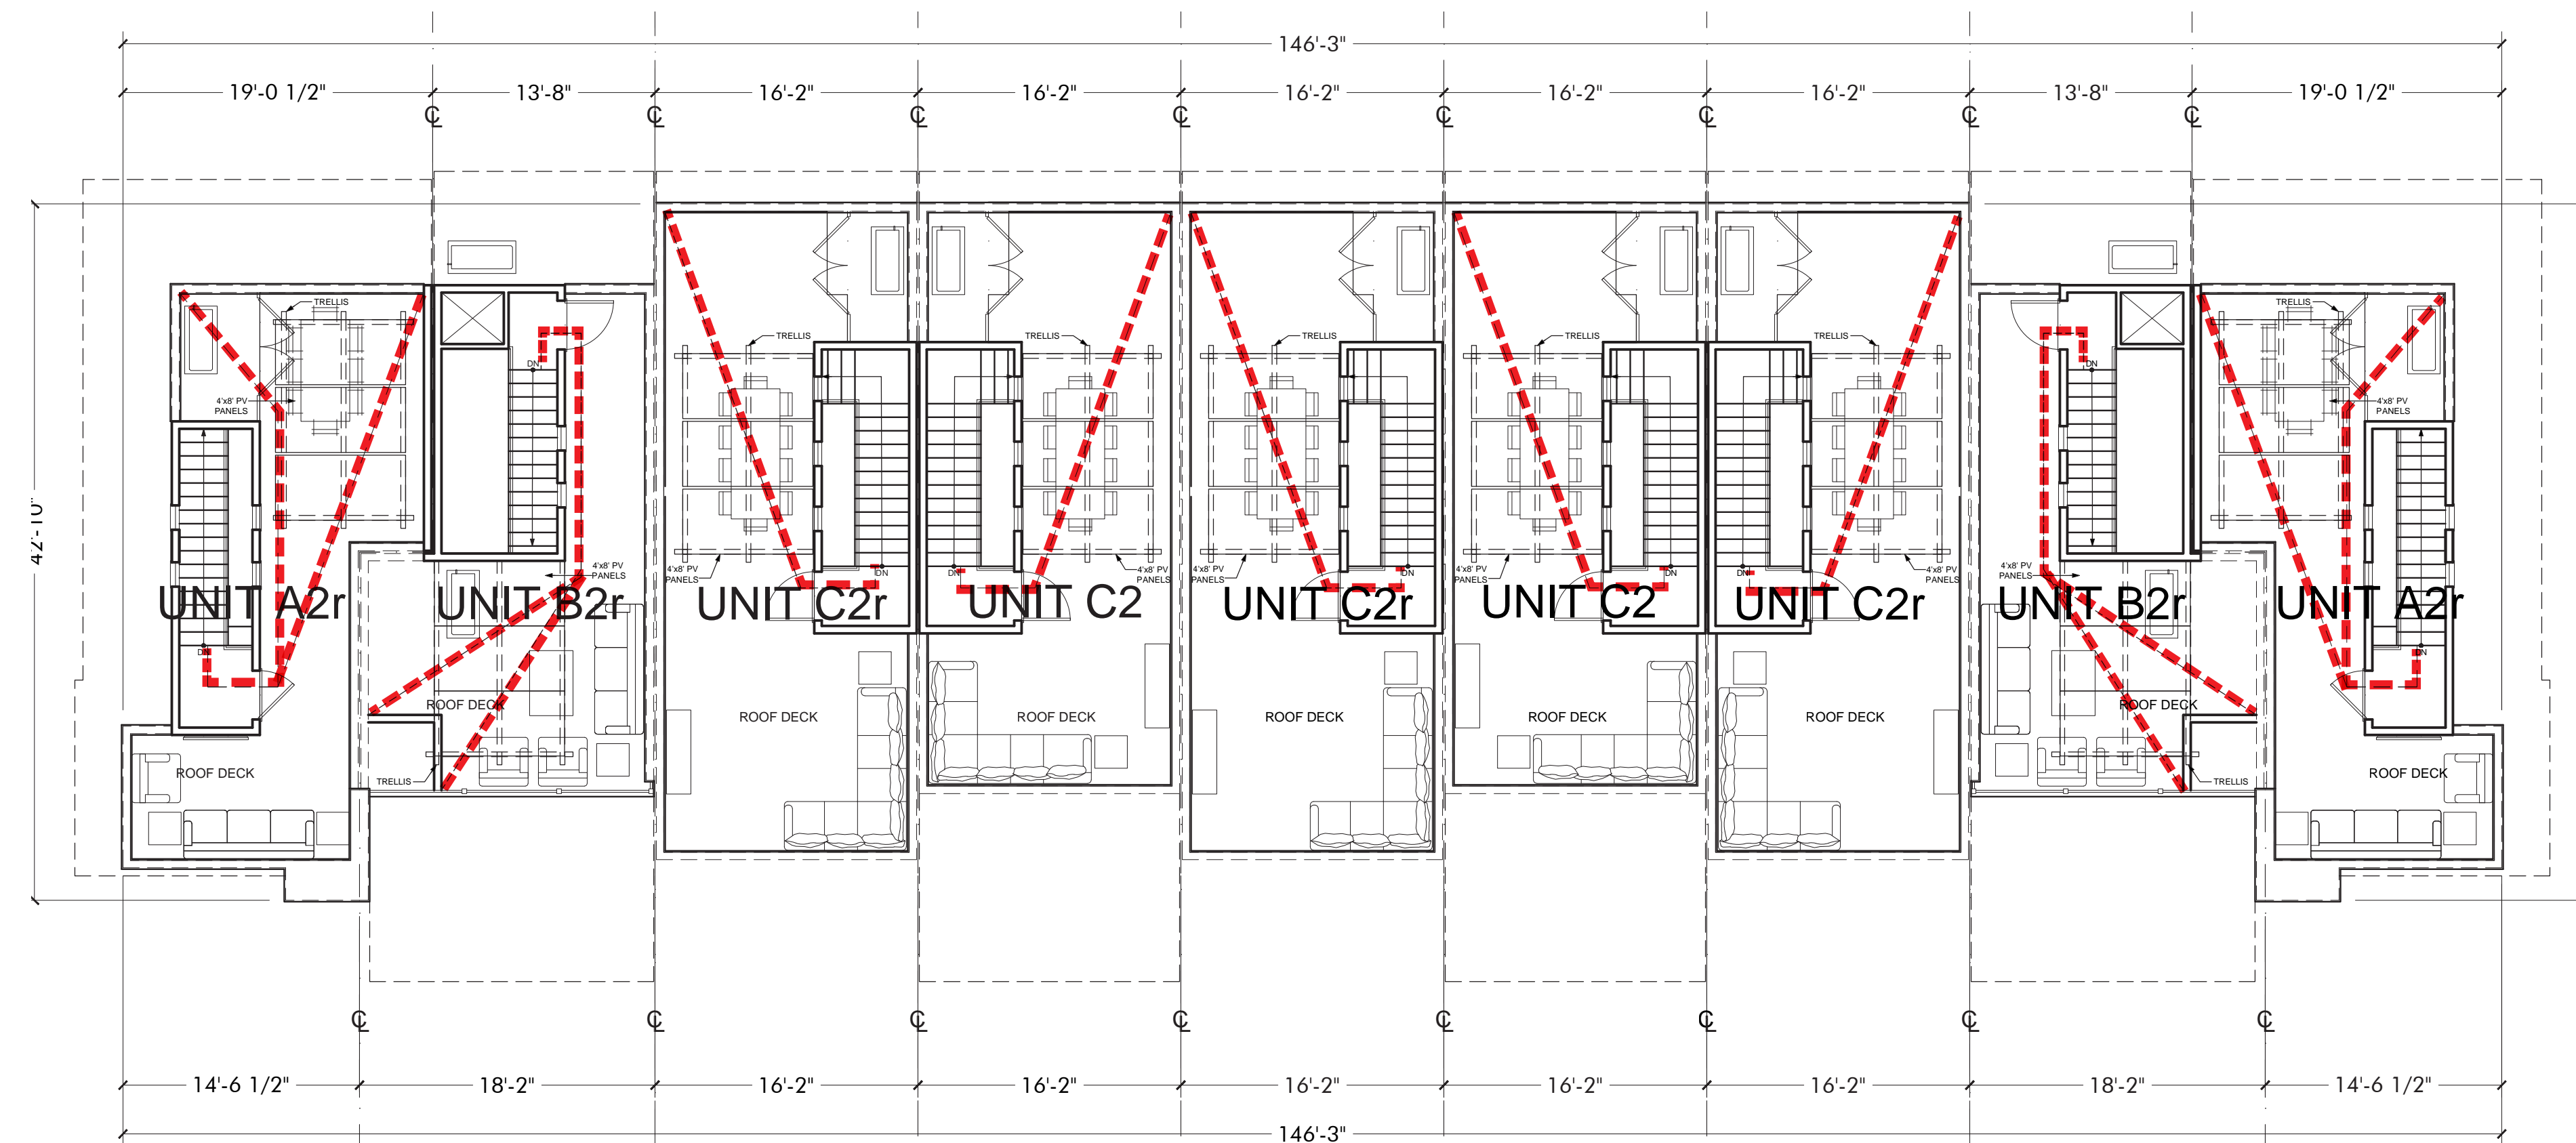 146'-3"
19'-0 1/2" 13'-8" 16'-2" 16'-2" 16'-2" 16'-2" 16'-2" 13'-8" 19'-0 1/2"
℄ ℄ ℄ ℄ ℄ ℄ ℄ ℄ ℄
TRELLIS TRELLIS
TRELLIS TRELLIS TRELLIS TRELLIS TRELLIS
DN DN
4'x8' PV
PANELS
4'x8' PV
PANELS
42'-10"
4'x8' PV
PANELS
4'x8' PV
PANELS
4'x8' PV
PANELS
4'x8' PV
PANELS
4'x8' PV
PANELS
4'x8' PV
PANELS
4'x8' PV
PANELS
DN DN DN DN DN
UNIT A2r UNIT B2r UNIT C2r UNIT C2 UNIT C2r UNIT C2 UNIT C2r UNIT B2r UNIT A2r
DN DN
ROOF DECK ROOF DECK
ROOF DECK ROOF DECK ROOF DECK ROOF DECK ROOF DECK
ROOF DECK ROOF DECK
TRELLIS TRELLIS
℄ ℄ ℄ ℄ ℄ ℄ ℄ ℄
14'-6 1/2" 18'-2" 16'-2" 16'-2" 16'-2" 16'-2" 16'-2" 18'-2" 14'-6 1/2"
146'-3"